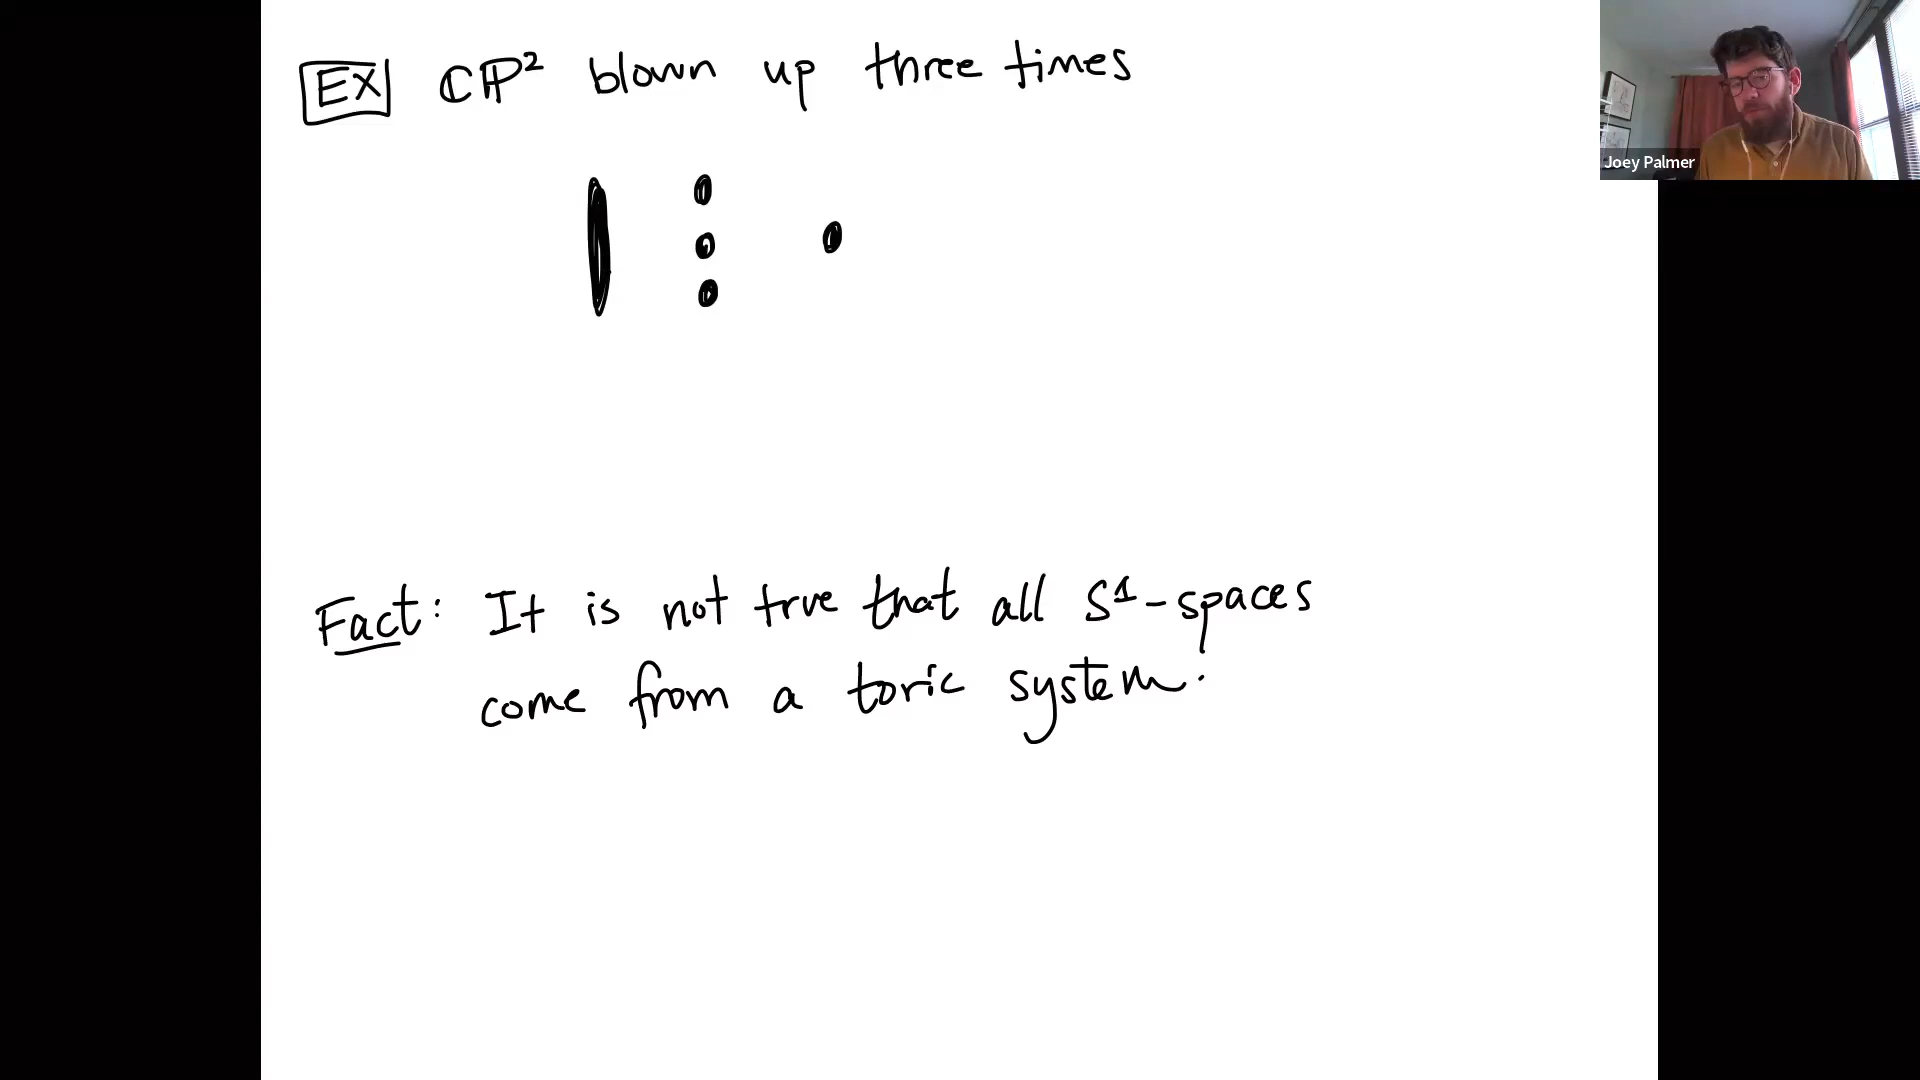 EX ℂℙ² blown up three times
Joey Palmer
Fact: It is not true that all S¹-spaces
come from a toric system.